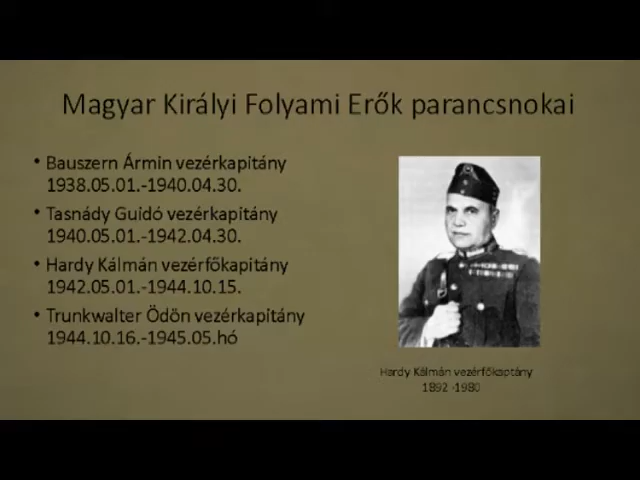 Magyar Királyi Folyami Erők parancsnokai
• Bauszern Ármin vezérkapitány
1938.05.01.-1940.04.30.
• Tasnády Guidó vezérkapitány
1940.05.01.-1942.04.30.
• Hardy Kálmán vezérfőkapitány
1942.05.01.-1944.10.15.
• Trunkwalter Ödön vezérkapitány
1944.10.16.-1945.05.hó
Hardy Kálmán vezérfőkaptány
1892 -1980